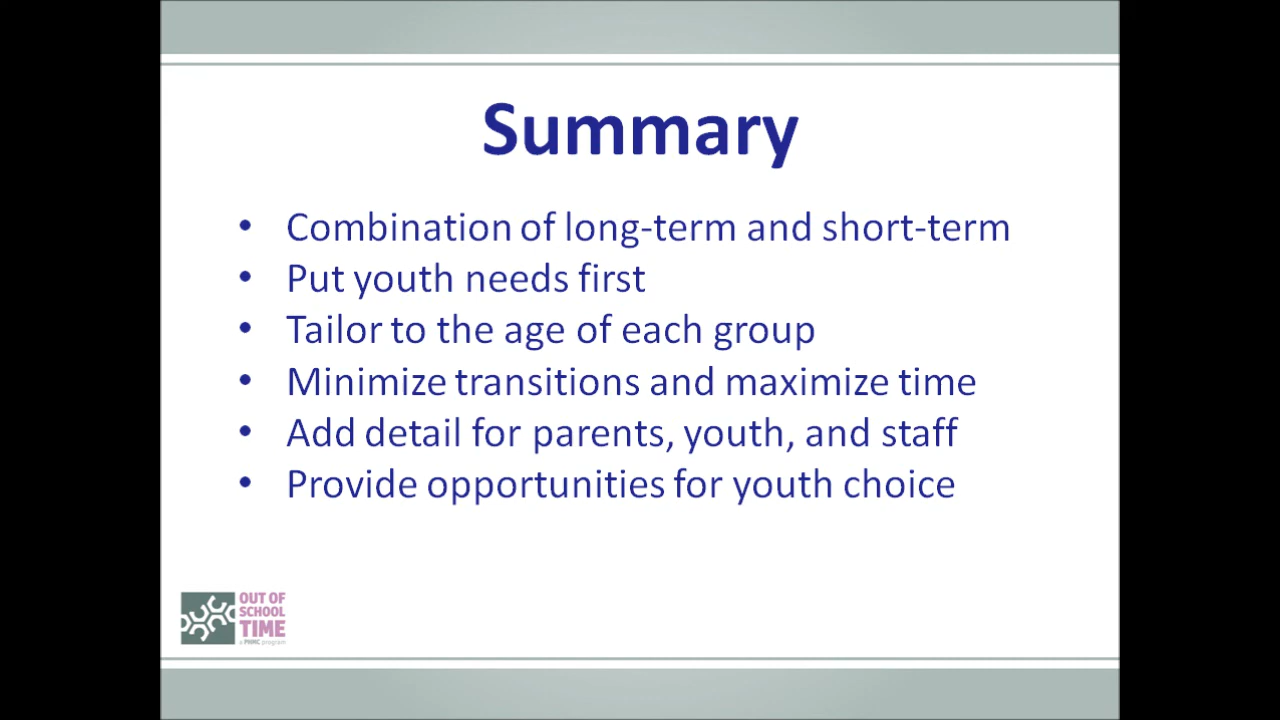 Summary
• Combination of long-term and short-term
• Put youth needs first
• Tailor to the age of each group
• Minimize transitions and maximize time
• Add detail for parents, youth, and staff
• Provide opportunities for youth choice
OUT OF
SCHOOL
TIME
a PHMC program